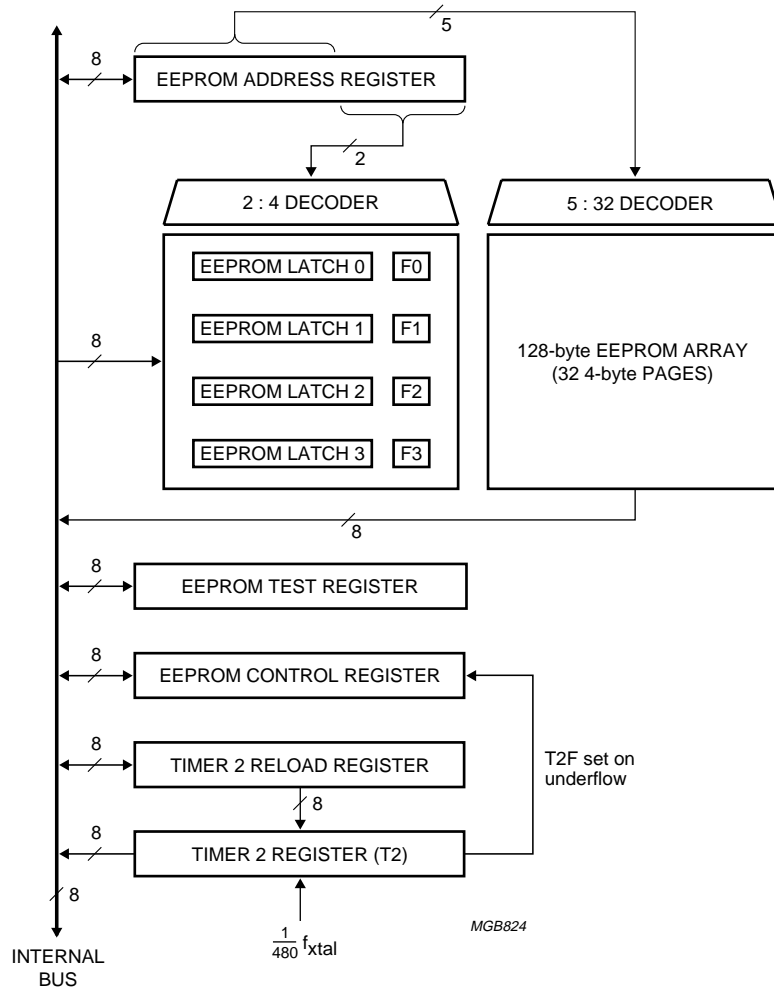 5
8
EEPROM ADDRESS REGISTER
2
2 : 4 DECODER
5 : 32 DECODER
EEPROM LATCH 0 F0
EEPROM LATCH 1 F1
8
128-byte EEPROM ARRAY
(32 4-byte PAGES)
EEPROM LATCH 2 F2
EEPROM LATCH 3 F3
8
8
EEPROM TEST REGISTER
8
EEPROM CONTROL REGISTER
T2F set on
underflow
8
TIMER 2 RELOAD REGISTER
8
8
TIMER 2 REGISTER (T2)
8
MGB824
1/480 fxtal
INTERNAL
BUS